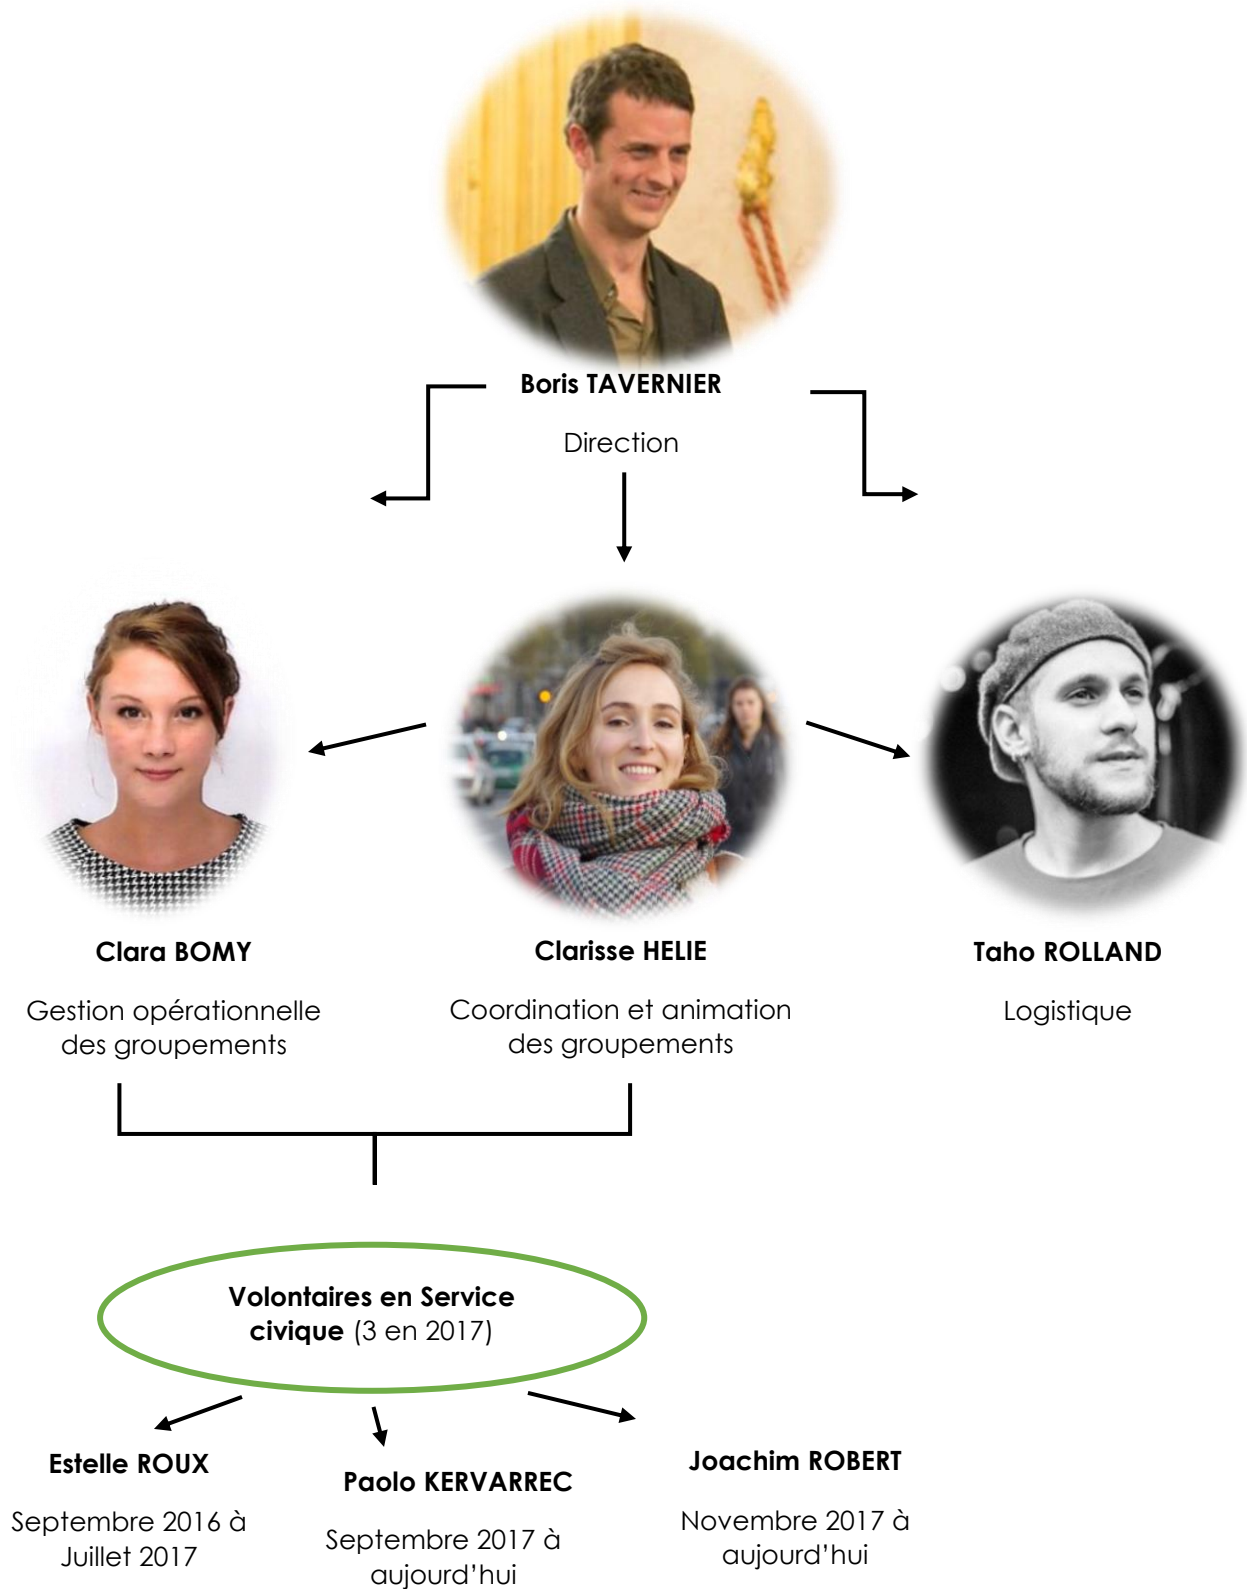 Boris TAVERNIER
Direction
Clara BOMY
Gestion opérationnelle
des groupements
Clarisse HELIE
Coordination et animation
des groupements
Taho ROLLAND
Logistique
Volontaires en Service
civique (3 en 2017)
Estelle ROUX
Septembre 2016 à
Juillet 2017
Paolo KERVARREC
Septembre 2017 à
aujourd’hui
Joachim ROBERT
Novembre 2017 à
aujourd’hui